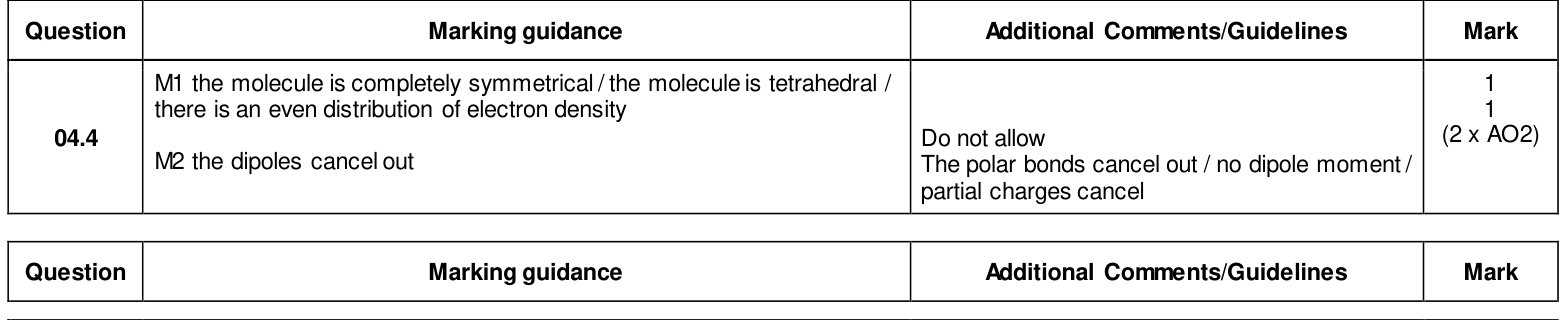 Question Marking guidance Additional Comments/Guidelines Mark
04.4
M1 the molecule is completely symmetrical / the molecule is tetrahedral /
there is an even distribution of electron density
M2 the dipoles cancel out
Do not allow
The polar bonds cancel out / no dipole moment /
partial charges cancel
1
1
(2 x AO2)
Question Marking guidance Additional Comments/Guidelines Mark